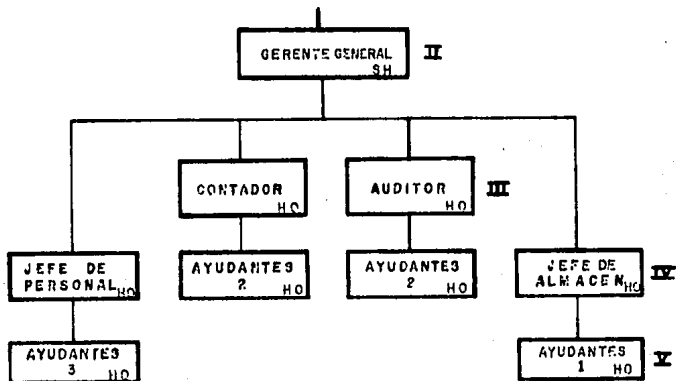 GERENTE GENERAL
SH
II
CONTADOR
HO
AUDITOR
HO
III
JEFE DE
PERSONAL HO
AYUDANTES
2 HO
AYUDANTES
2 HO
JEFE DE
ALMACEN HO
IV
AYUDANTES
3 HO
AYUDANTES
1 HO
V